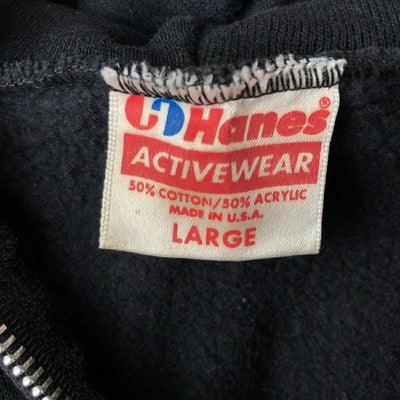 Hanes®
ACTIVEWEAR
50% COTTON/50% ACRYLIC
MADE IN U.S.A.
LARGE